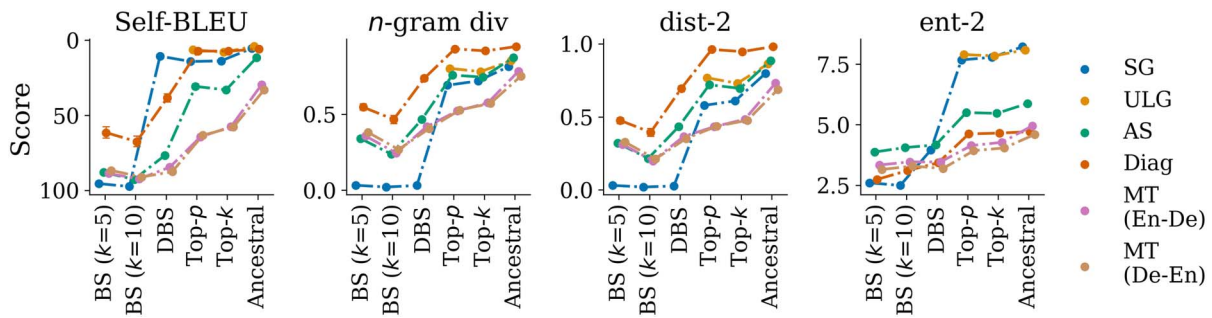 Self-BLEU
n-gram div
dist-2
ent-2
Score
0
50
100
0.5
0.0
1.0
0.5
0.0
7.5
5.0
2.5
BS (k=5)
BS (k=10)
DBS
Top-p
Top-k
Ancestral
BS (k=5)
BS (k=10)
DBS
Top-p
Top-k
Ancestral
BS (k=5)
BS (k=10)
DBS
Top-p
Top-k
Ancestral
BS (k=5)
BS (k=10)
DBS
Top-p
Top-k
Ancestral
SG
ULG
AS
Diag
MT
(En-De)
MT
(De-En)